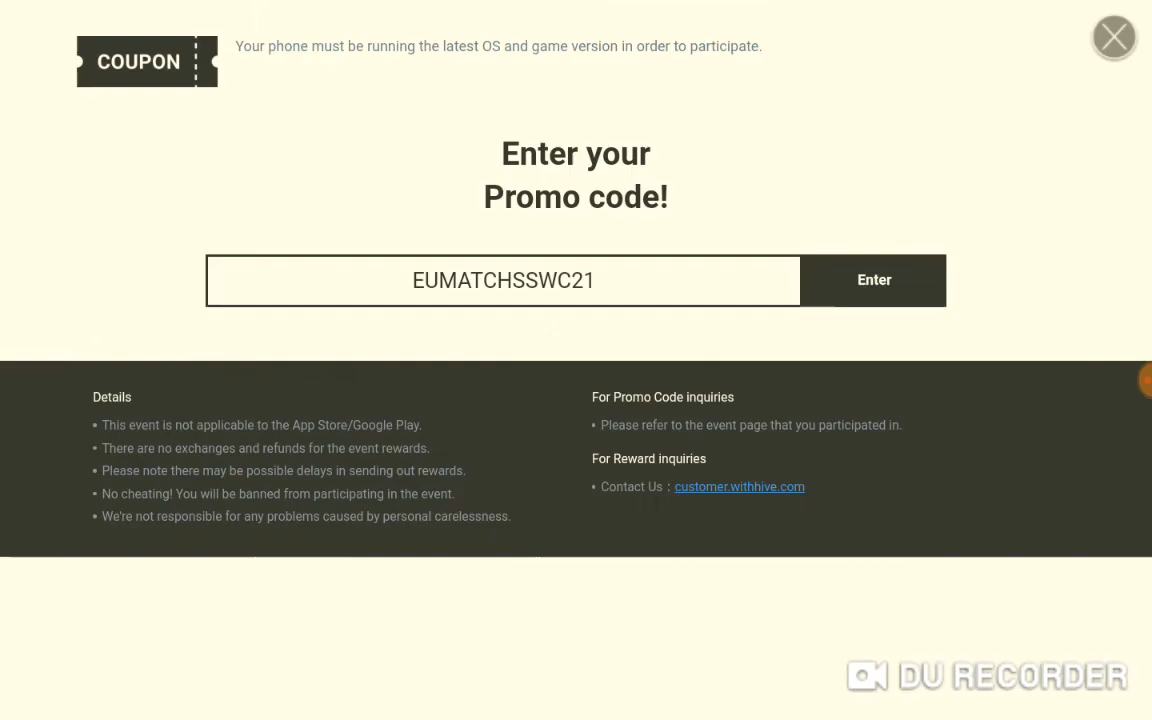 COUPON
Your phone must be running the latest OS and game version in order to participate.
Enter your
Promo code!
EUMATCHSSWC21
Enter
Details
• This event is not applicable to the App Store/Google Play.
• There are no exchanges and refunds for the event rewards.
• Please note there may be possible delays in sending out rewards.
• No cheating! You will be banned from participating in the event.
• We're not responsible for any problems caused by personal carelessness.
For Promo Code inquiries
• Please refer to the event page that you participated in.
For Reward inquiries
• Contact Us : customer.withhive.com
DU RECORDER